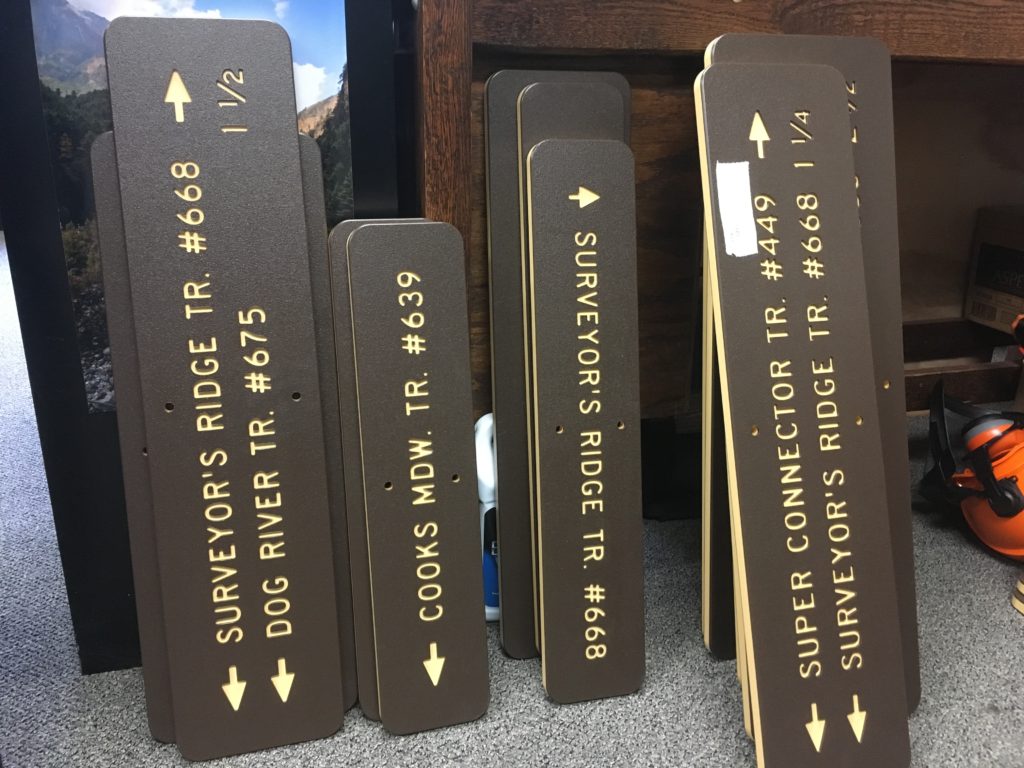 SURVEYOR'S RIDGE TR. #668
DOG RIVER TR. #675 1 1/2
COOKS MDW. TR. #639
SURVEYOR'S RIDGE TR. #668
SUPER CONNECTOR TR. #449
SURVEYOR'S RIDGE TR. #668 1 1/4